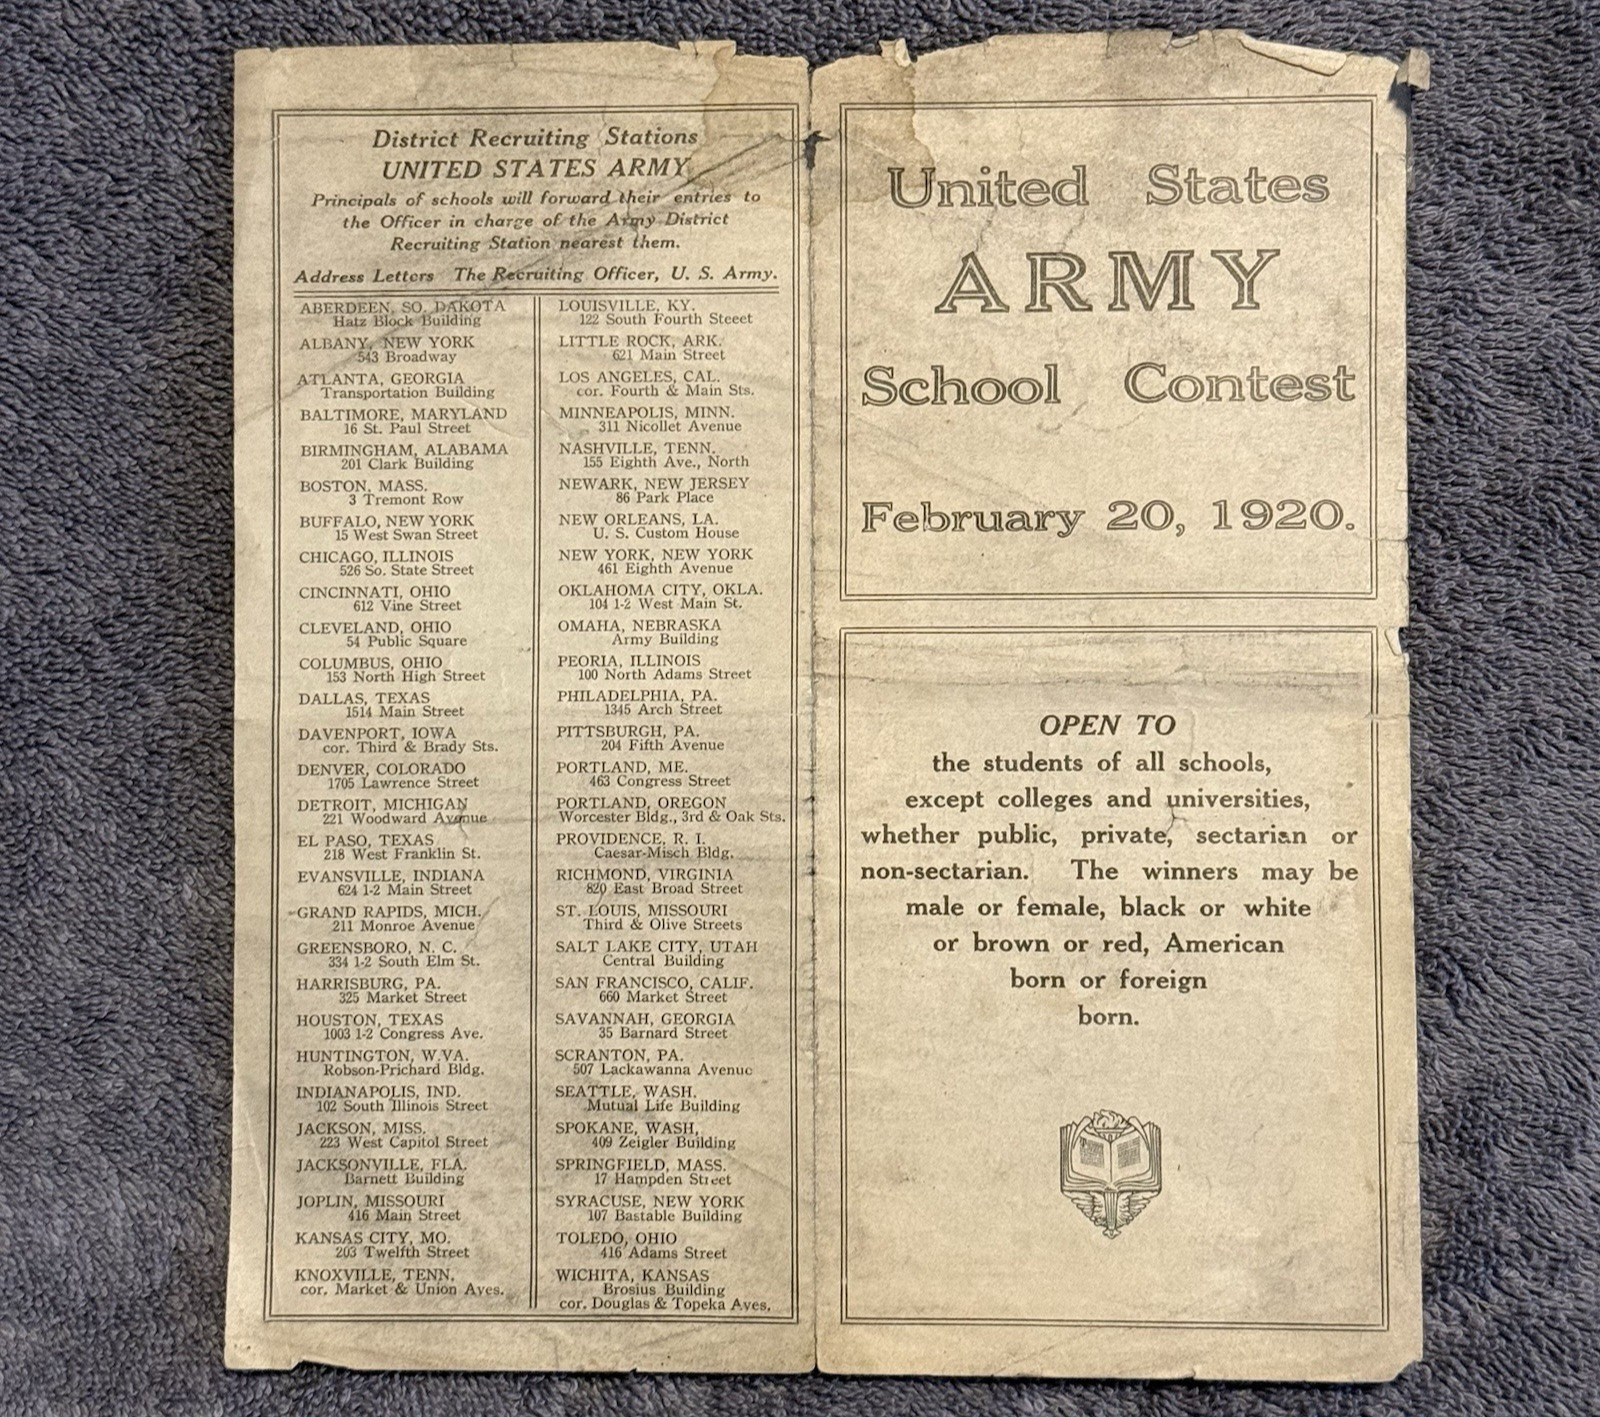 District Recruiting Stations
UNITED STATES ARMY
Principals of schools will forward their entries to
the Officer in charge of the Army District
Recruiting Station nearest them.
Address Letters The Recruiting Officer, U. S. Army.
ABERDEEN, SO. DAKOTA
Hatz Block Building
ALBANY, NEW YORK
543 Broadway
ATLANTA, GEORGIA
Transportation Building
BALTIMORE, MARYLAND
16 St. Paul Street
BIRMINGHAM, ALABAMA
201 Clark Building
BOSTON, MASS.
3 Tremont Row
BUFFALO, NEW YORK
15 West Swan Street
CHICAGO, ILLINOIS
526 So. State Street
CINCINNATI, OHIO
612 Vine Street
CLEVELAND, OHIO
54 Public Square
COLUMBUS, OHIO
153 North High Street
DALLAS, TEXAS
1514 Main Street
DAVENPORT, IOWA
cor. Third & Brady Sts.
DENVER, COLORADO
1705 Lawrence Street
DETROIT, MICHIGAN
221 Woodward Avenue
EL PASO, TEXAS
218 West Franklin St.
EVANSVILLE, INDIANA
624 1-2 Main Street
GRAND RAPIDS, MICH.
211 Monroe Avenue
GREENSBORO, N. C.
334 1-2 South Elm St.
HARRISBURG, PA.
325 Market Street
HOUSTON, TEXAS
1003 1-2 Congress Ave.
HUNTINGTON, W.VA.
Robson-Prichard Bldg.
INDIANAPOLIS, IND.
102 South Illinois Street
JACKSON, MISS.
223 West Capitol Street
JACKSONVILLE, FLA.
Barnett Building
JOPLIN, MISSOURI
416 Main Street
KANSAS CITY, MO.
203 Twelfth Street
KNOXVILLE, TENN.
cor. Market & Union Aves.
LOUISVILLE, KY.
122 South Fourth Steeet
LITTLE ROCK, ARK.
621 Main Street
LOS ANGELES, CAL.
cor. Fourth & Main Sts.
MINNEAPOLIS, MINN.
311 Nicollet Avenue
NASHVILLE, TENN.
155 Eighth Ave., North
NEWARK, NEW JERSEY
86 Park Place
NEW ORLEANS, LA.
U. S. Custom House
NEW YORK, NEW YORK
461 Eighth Avenue
OKLAHOMA CITY, OKLA.
104 1-2 West Main St.
OMAHA, NEBRASKA
Army Building
PEORIA, ILLINOIS
100 North Adams Street
PHILADELPHIA, PA.
1345 Arch Street
PITTSBURGH, PA.
204 Fifth Avenue
PORTLAND, ME.
463 Congress Street
PORTLAND, OREGON
Worcester Bldg., 3rd & Oak Sts.
PROVIDENCE, R. I.
Caesar-Misch Bldg.
RICHMOND, VIRGINIA
820 East Broad Street
ST. LOUIS, MISSOURI
Third & Olive Streets
SALT LAKE CITY, UTAH
Central Building
SAN FRANCISCO, CALIF.
660 Market Street
SAVANNAH, GEORGIA
35 Barnard Street
SCRANTON, PA.
507 Lackawanna Avenue
SEATTLE, WASH.
Mutual Life Building
SPOKANE, WASH,
409 Zeigler Building
SPRINGFIELD, MASS.
17 Hampden Street
SYRACUSE, NEW YORK
107 Bastable Building
TOLEDO, OHIO
416 Adams Street
WICHITA, KANSAS
Brosius Building
cor. Douglas & Topeka Aves.
United States
ARMY
School Contest
February 20, 1920.
OPEN TO
the students of all schools,
except colleges and universities,
whether public, private, sectarian or
non-sectarian. The winners may be
male or female, black or white
or brown or red, American
born or foreign
born.